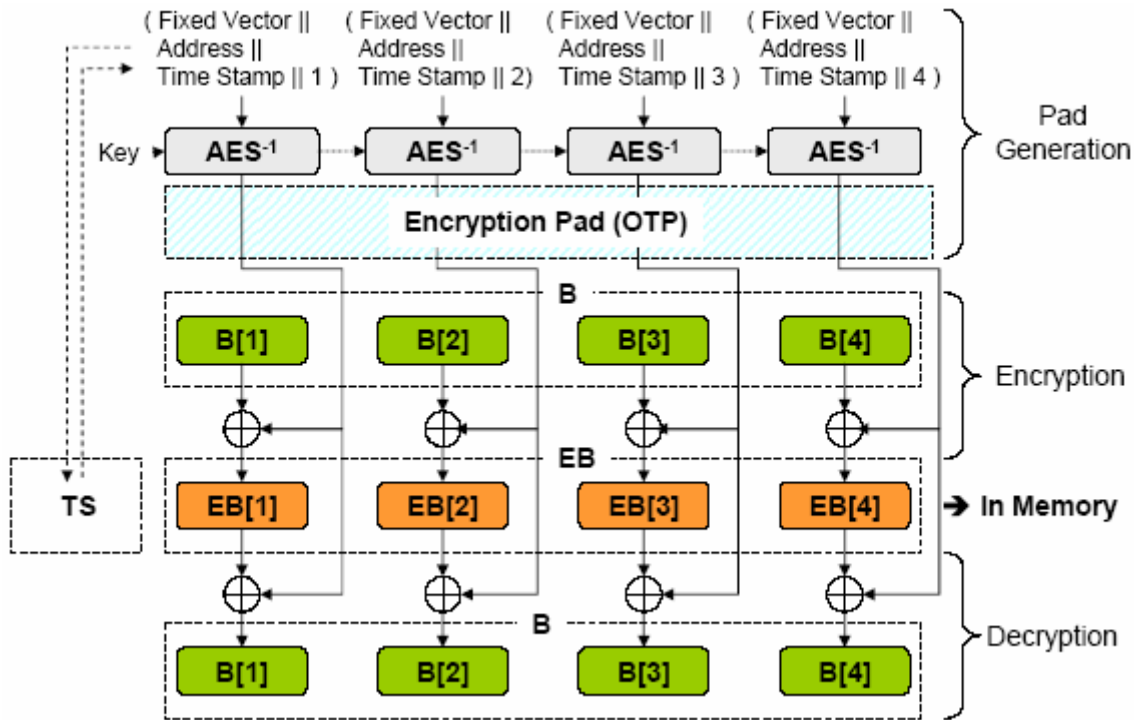 ( Fixed Vector || ( Fixed Vector || ( Fixed Vector || ( Fixed Vector ||
Address || Address || Address || Address ||
Time Stamp || 1 ) Time Stamp || 2) Time Stamp || 3 ) Time Stamp || 4 )
Pad
Generation
Key AES-1 AES-1 AES-1 AES-1
Encryption Pad (OTP)
B
B[1] B[2] B[3] B[4]
Encryption
EB
TS EB[1] EB[2] EB[3] EB[4] ➔ In Memory
B
Decryption
B[1] B[2] B[3] B[4]